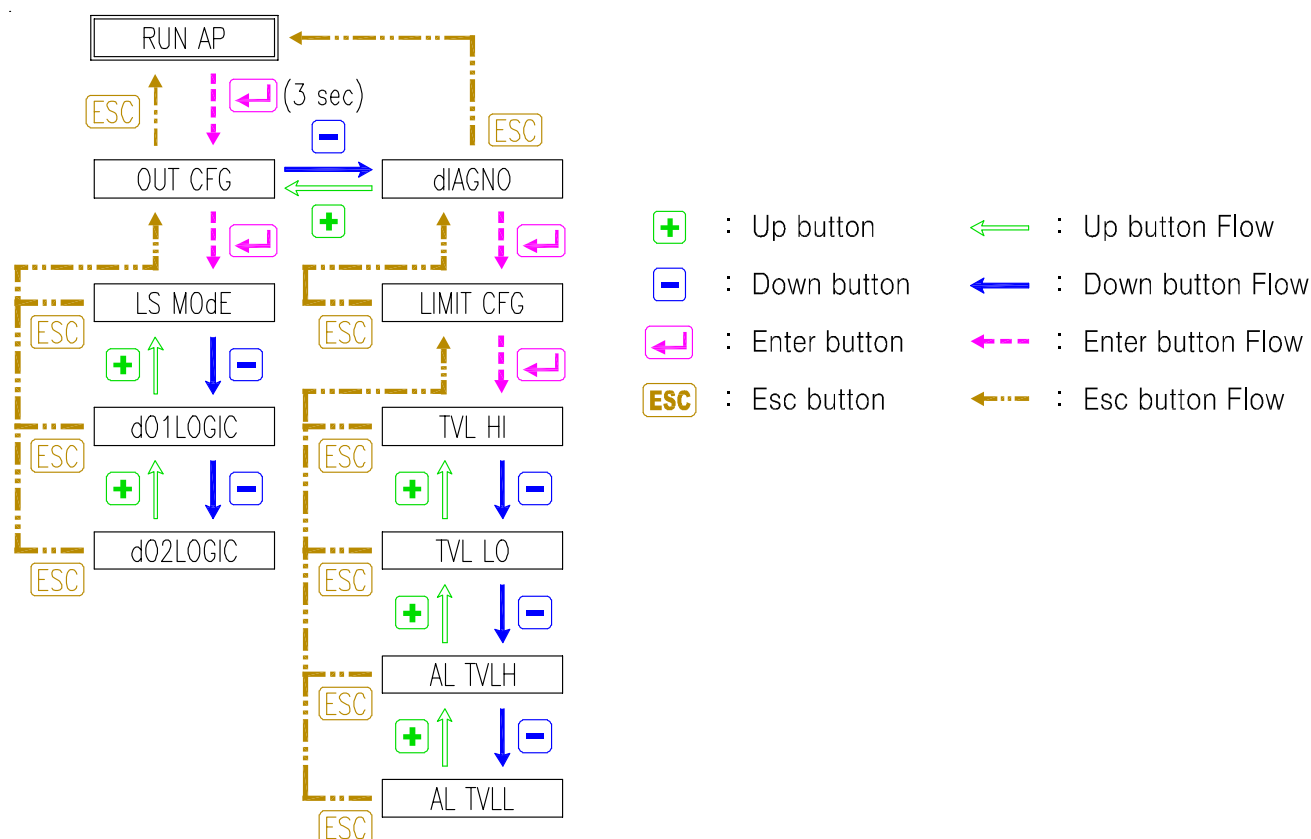 RUN AP
ESC
(3 sec)
ESC
OUT CFG
dIAGNO
LS MOdE
LIMIT CFG
ESC
ESC
dO1LOGIC
TVL HI
ESC
ESC
dO2LOGIC
TVL LO
ESC
ESC
AL TVLH
ESC
AL TVLL
ESC
: Up button
: Up button Flow
: Down button
: Down button Flow
: Enter button
: Enter button Flow
ESC : Esc button
: Esc button Flow